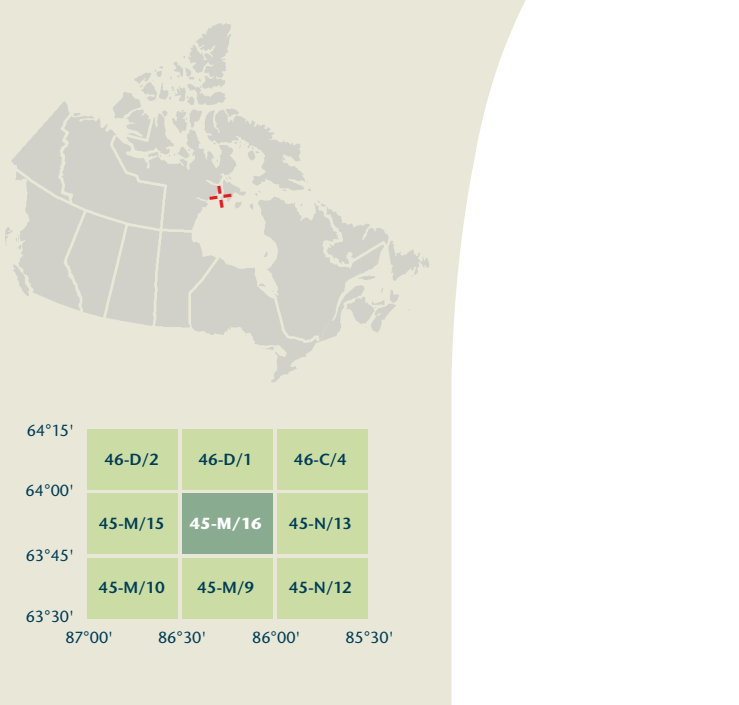 64°15'
46-D/2 46-D/1 46-C/4
64°00'
45-M/15 45-M/16 45-N/13
63°45'
45-M/10 45-M/9 45-N/12
63°30'
87°00' 86°30' 86°00' 85°30'